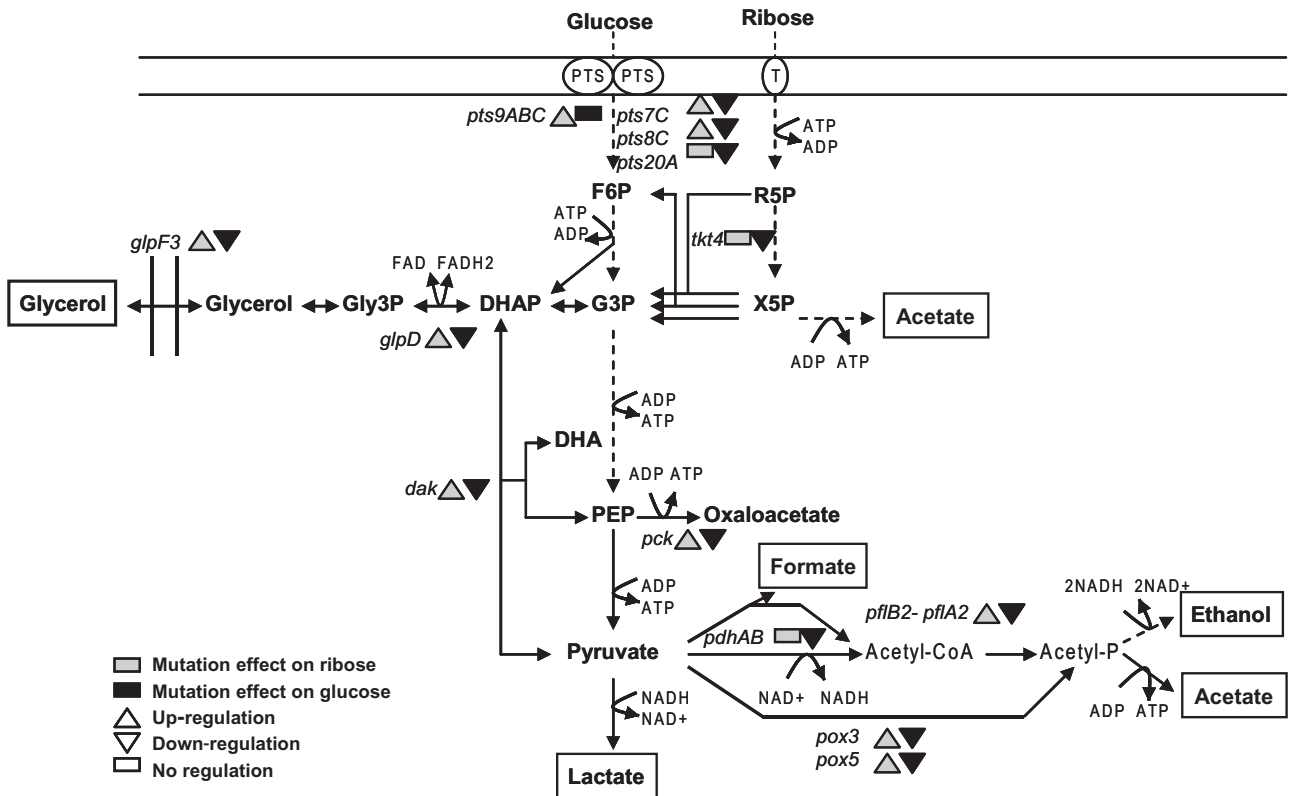 Glucose Ribose
PTS PTS T
pts9ABC pts7C
pts8C
pts20A
ATP
ADP
F6P R5P
ATP
ADP
glpF3 tkt4
FAD FADH2
Glycerol Glycerol Gly3P DHAP G3P X5P Acetate
glpD
ADP ATP
ADP
ATP
DHA
ADP ATP
dak
PEP Oxaloacetate
pck
Formate
ADP
ATP
2NADH 2NAD+
pflB2- pflA2
Ethanol
pdhAB
Pyruvate Acetyl-CoA Acetyl-P
Mutation effect on ribose
Mutation effect on glucose
Up-regulation
Down-regulation
No regulation
NADH
NAD+
NAD+ NADH
ADP ATP
Acetate
pox3
pox5
Lactate